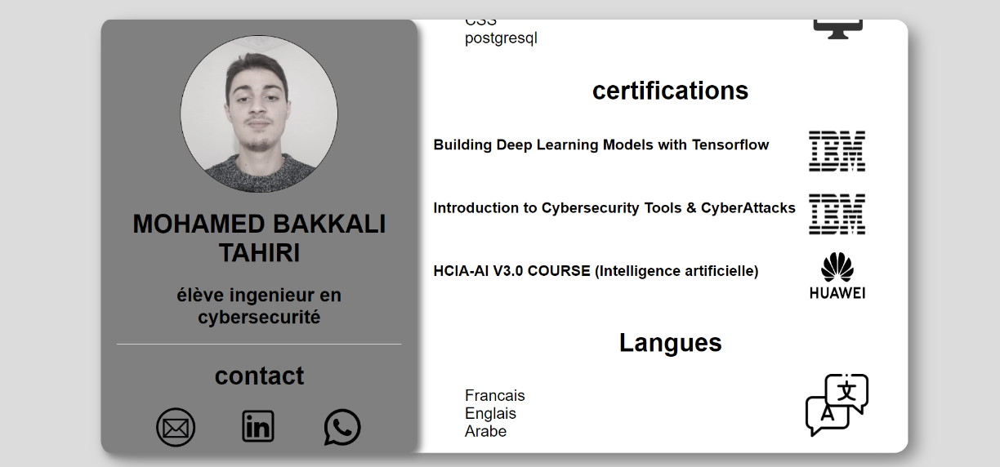 MOHAMED BAKKALI
TAHIRI
élève ingenieur en
cybersecurité
contact
in
CSS
postgresql
certifications
Building Deep Learning Models with Tensorflow
IBM
Introduction to Cybersecurity Tools & CyberAttacks
IBM
HCIA-AI V3.0 COURSE (Intelligence artificielle)
HUAWEI
Langues
Francais
Englais
Arabe
文
A